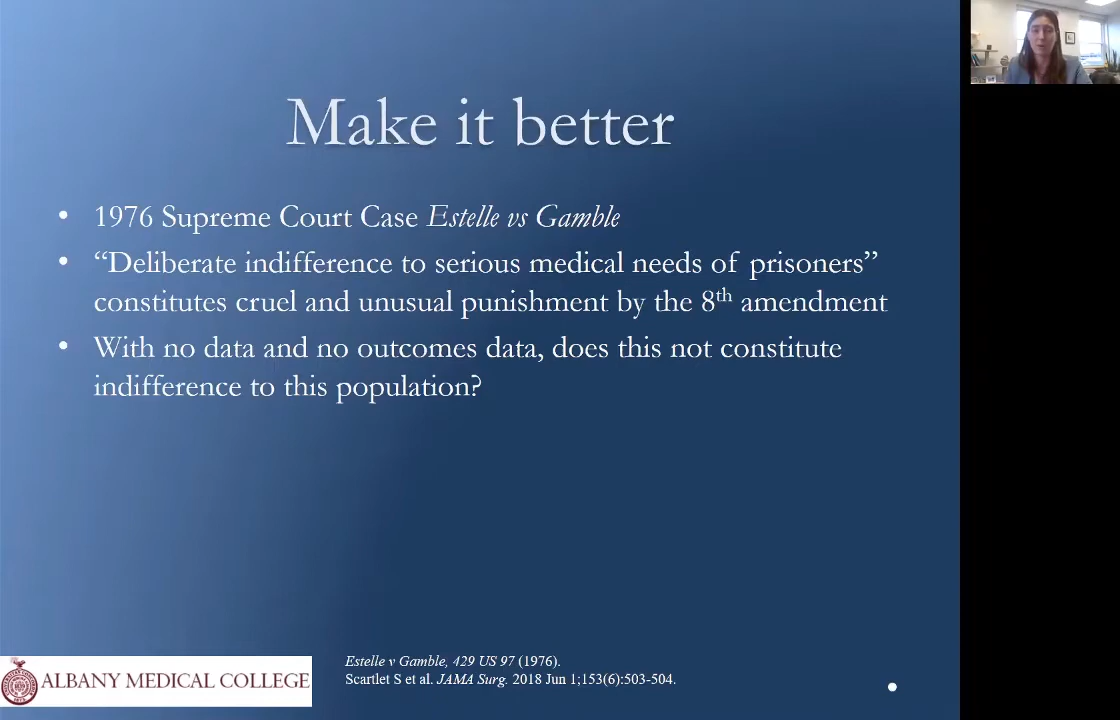 Make it better
• 1976 Supreme Court Case Estelle vs Gamble
• “Deliberate indifference to serious medical needs of prisoners”
constitutes cruel and unusual punishment by the 8th amendment
• With no data and no outcomes data, does this not constitute
indifference to this population?
Estelle v Gamble, 429 US 97 (1976).
Scartlet S et al. JAMA Surg. 2018 Jun 1;153(6):503-504.
ALBANY MEDICAL COLLEGE